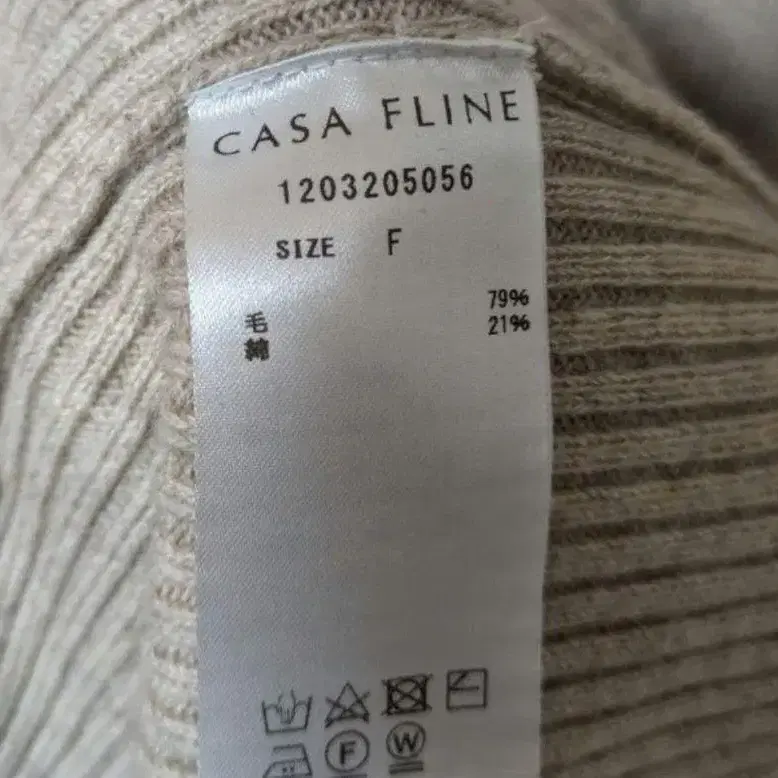 CASA FLINE
1203205056
SIZE F
毛 79%
綿 21%
F W